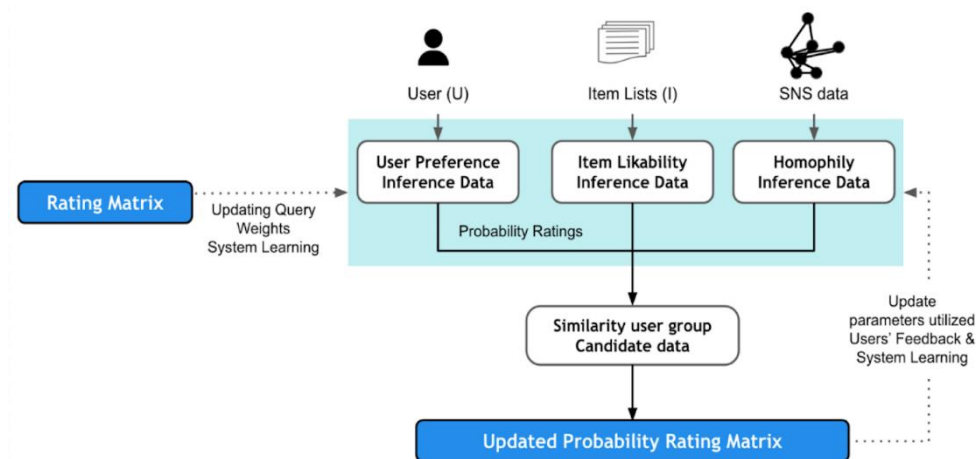 User (U)
Item Lists (I)
SNS data
User Preference
Inference Data
Item Likability
Inference Data
Homophily
Inference Data
Rating Matrix
Updating Query
Weights
System Learning
Probability Ratings
Similarity user group
Candidate data
Update
parameters utilized
Users' Feedback &
System Learning
Updated Probability Rating Matrix